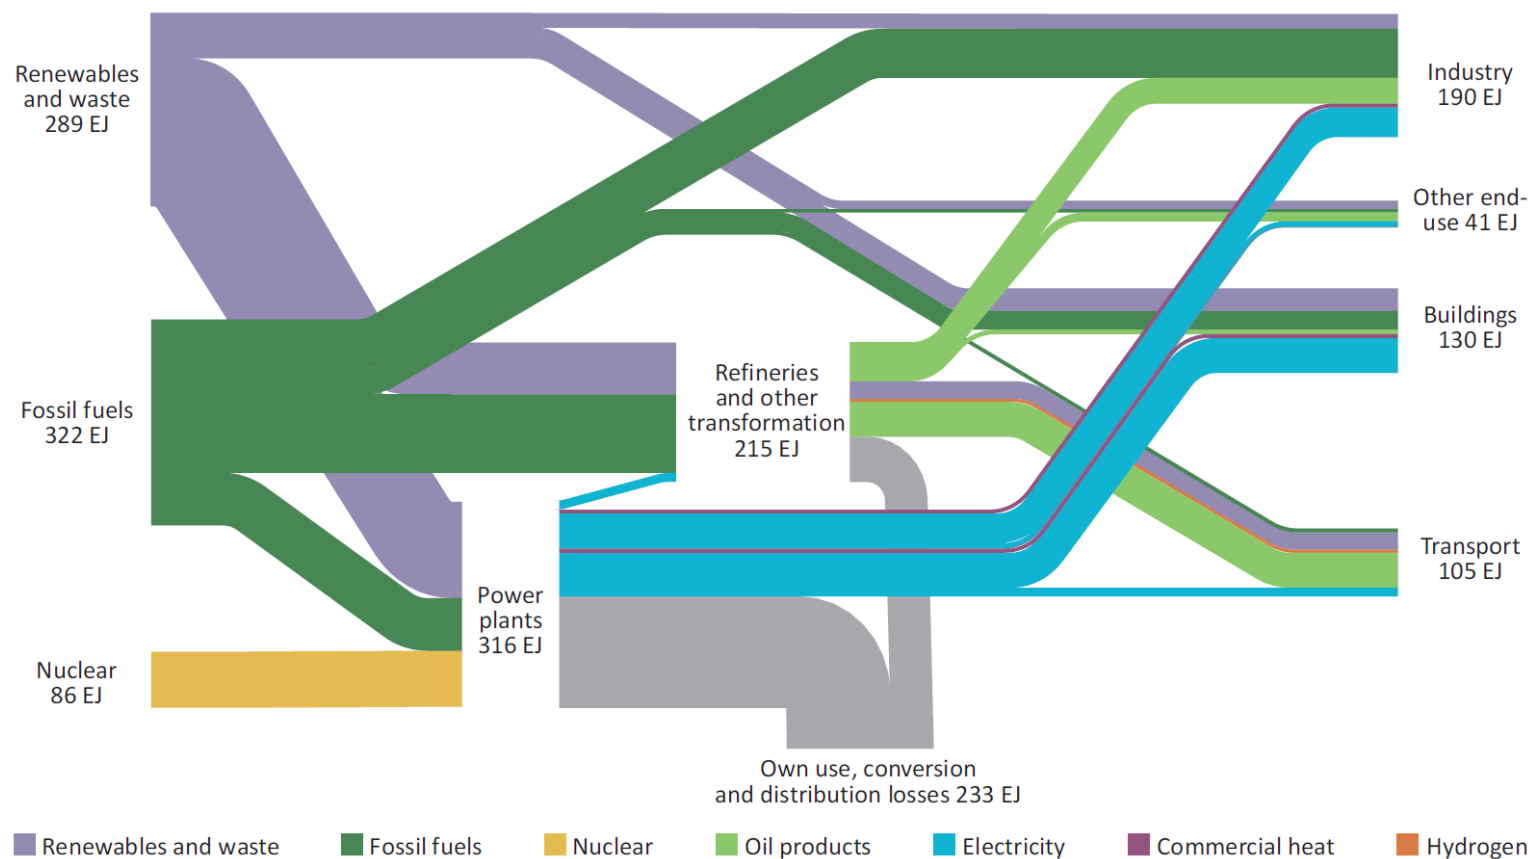 Renewables
and waste
289 EJ
Fossil fuels
322 EJ
Nuclear
86 EJ
Refineries
and other
transformation
215 EJ
Power
plants
316 EJ
Own use, conversion
and distribution losses 233 EJ
Industry
190 EJ
Other end-
use 41 EJ
Buildings
130 EJ
Transport
105 EJ
Renewables and waste
Fossil fuels
Nuclear
Oil products
Electricity
Commercial heat
Hydrogen